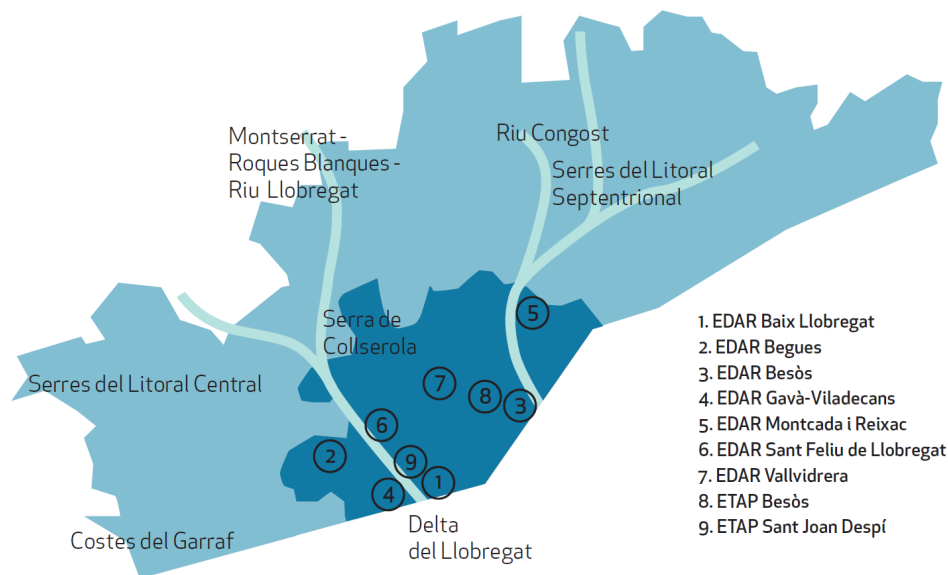 Montserrat -
Roques Blanques -
Riu Llobregat
Riu Congost
Serres del Litoral
Septentrional
5
Serra de
Collserola
Serres del Litoral Central
7
8
3
6
2
9
1
4
Delta
del Llobregat
Costes del Garraf
1. EDAR Baix Llobregat
2. EDAR Begues
3. EDAR Besòs
4. EDAR Gavà-Viladecans
5. EDAR Montcada i Reixac
6. EDAR Sant Feliu de Llobregat
7. EDAR Vallvidrera
8. ETAP Besòs
9. ETAP Sant Joan Despí